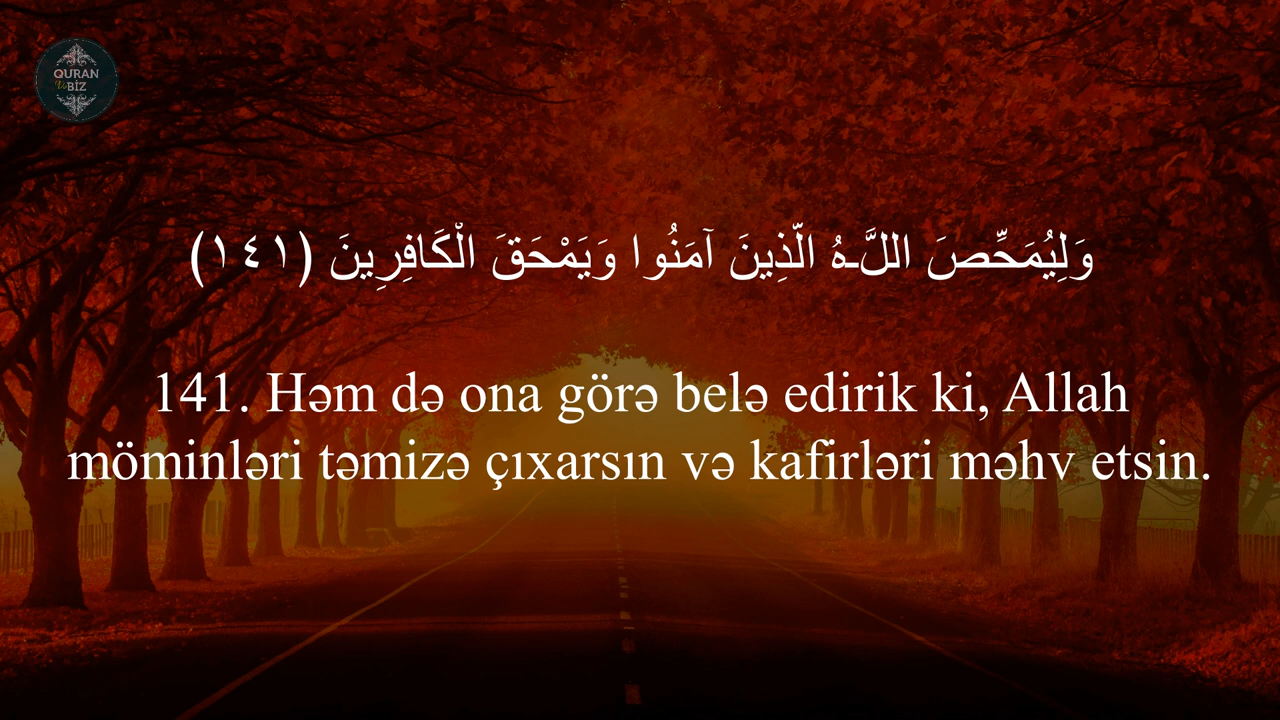 QURAN
Və BİZ
وَلِيُمَحِّصَ اللَّـهُ الَّذِينَ آمَنُوا وَيَمْحَقَ الْكَافِرِينَ ﴿١٤١﴾
141. Həm də ona görə belə edirik ki, Allah
möminləri təmizə çıxarsın və kafirləri məhv etsin.